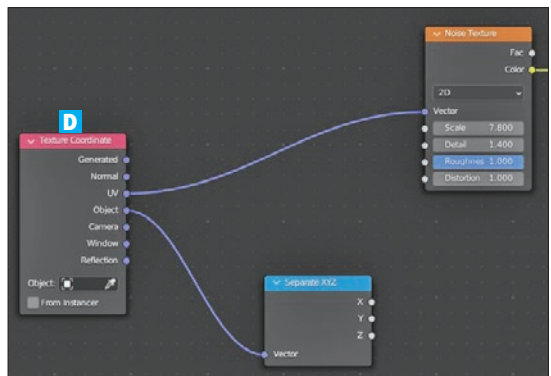 Noise Texture
Fac
Color
2D
Vector
Scale 7.800
Detail 1.400
Roughnes 1.000
Distortion 1.000
D
Texture Coordinate
Generated
Normal
UV
Object
Camera
Window
Reflection
Object:
From Instancer
Separate XYZ
X
Y
Z
Vector